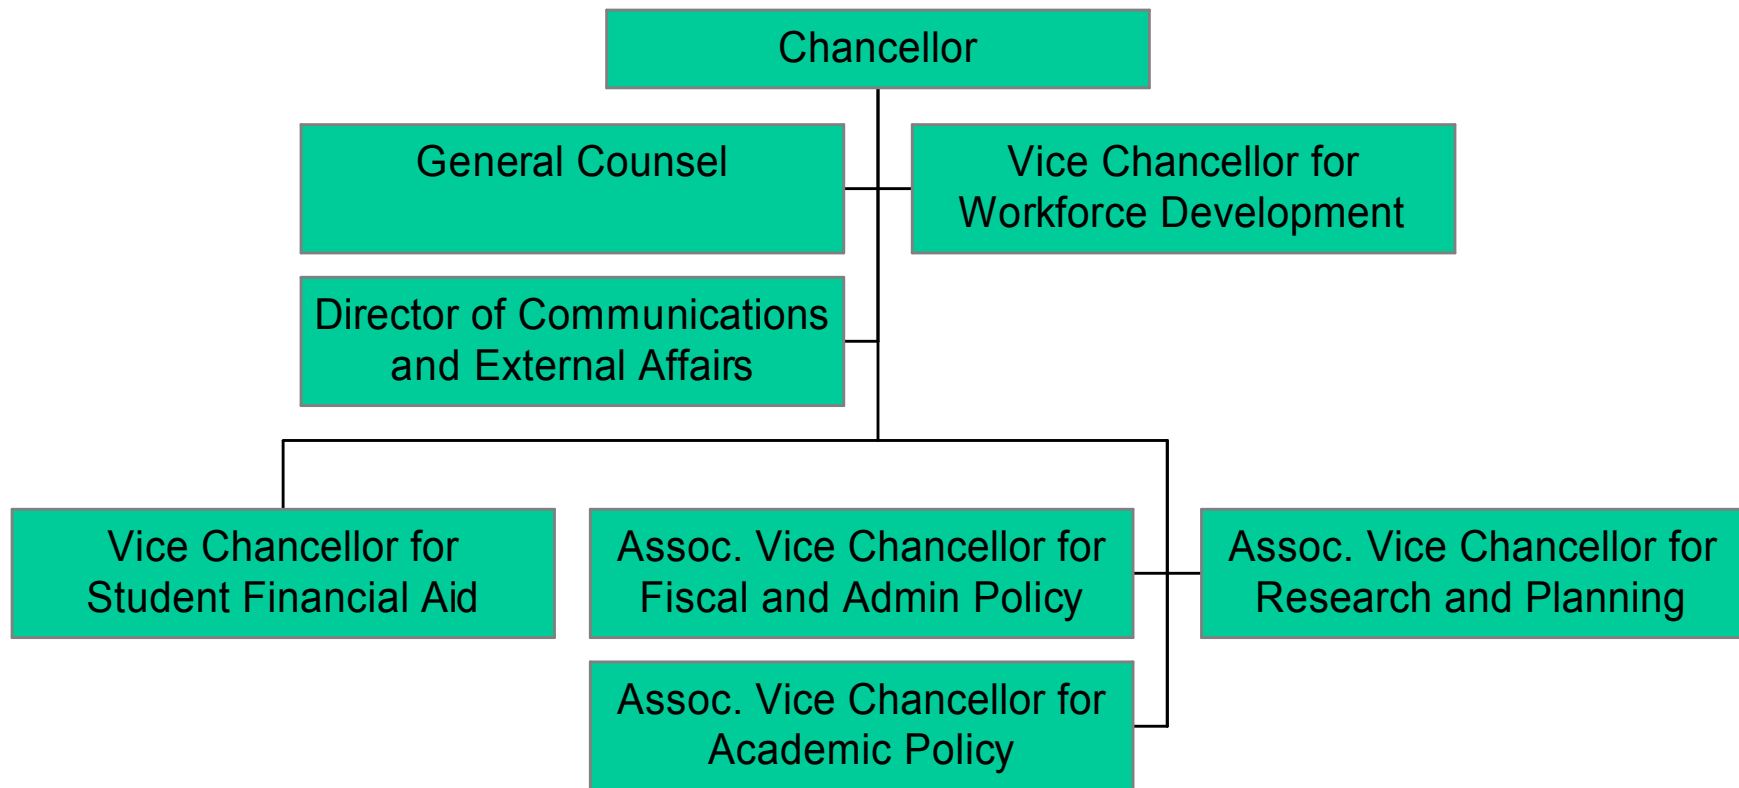 Chancellor
General Counsel
Vice Chancellor for
Workforce Development
Director of Communications
and External Affairs
Vice Chancellor for
Student Financial Aid
Assoc. Vice Chancellor for
Fiscal and Admin Policy
Assoc. Vice Chancellor for
Research and Planning
Assoc. Vice Chancellor for
Academic Policy